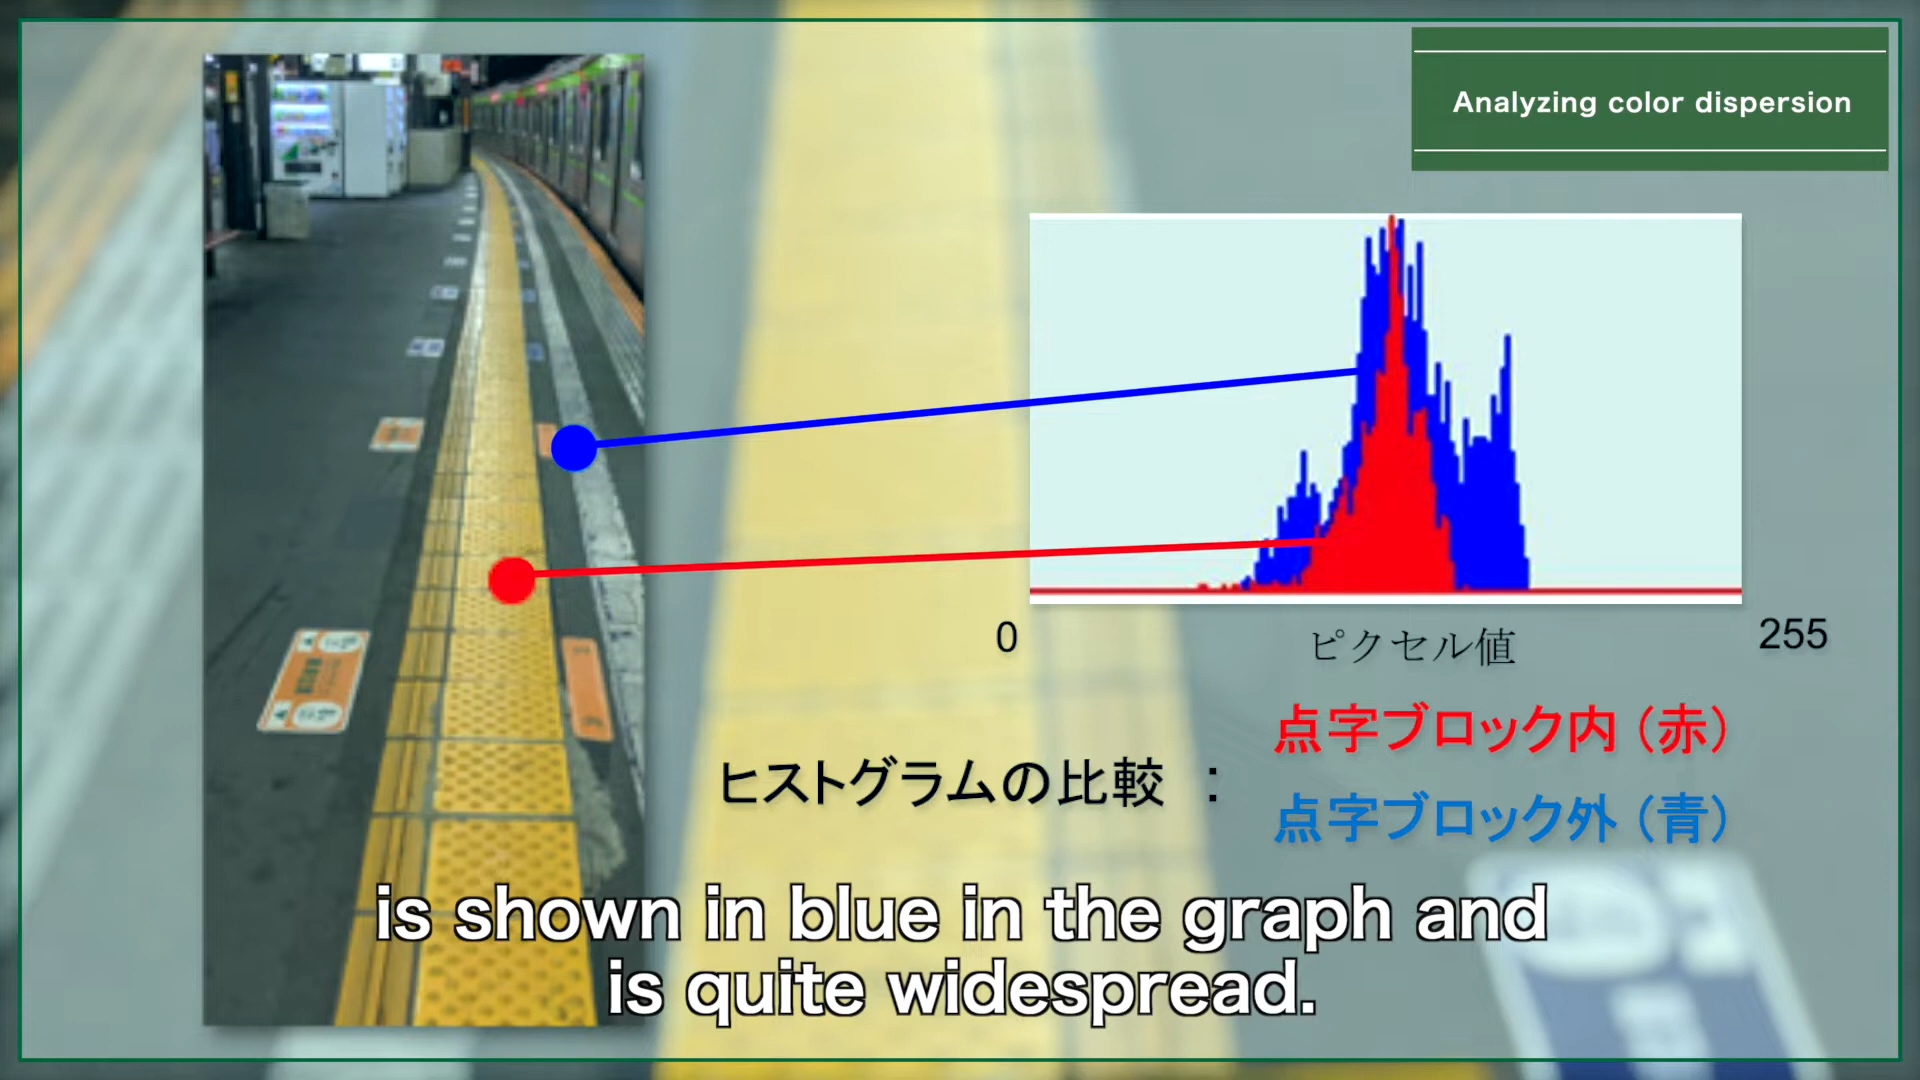 Analyzing color dispersion
0
ピクセル値
255
点字ブロック内（赤）
ヒストグラムの比較 ：
点字ブロック外（青）
is shown in blue in the graph and
is quite widespread.